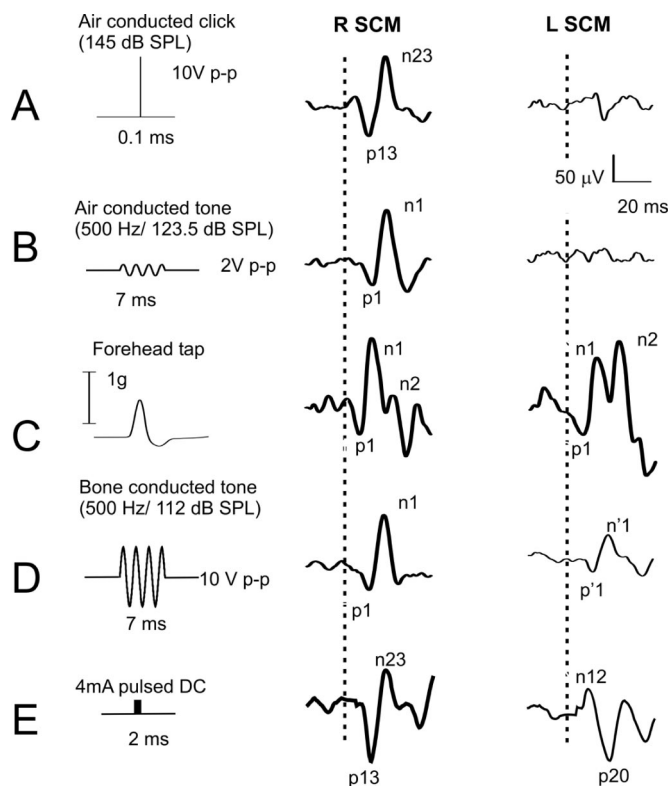 Air conducted click
(145 dB SPL)
R SCM
L SCM
10V p-p
n23
A
0.1 ms
p13
50 μV
20 ms
Air conducted tone
(500 Hz/ 123.5 dB SPL)
n1
B
2V p-p
7 ms
p1
Forehead tap
n1
n1
n2
1g
n2
C
p1
p1
Bone conducted tone
(500 Hz/ 112 dB SPL)
n1
n'1
D
10 V p-p
7 ms
p1
p'1
4mA pulsed DC
n23
n12
E
2 ms
p13
p20